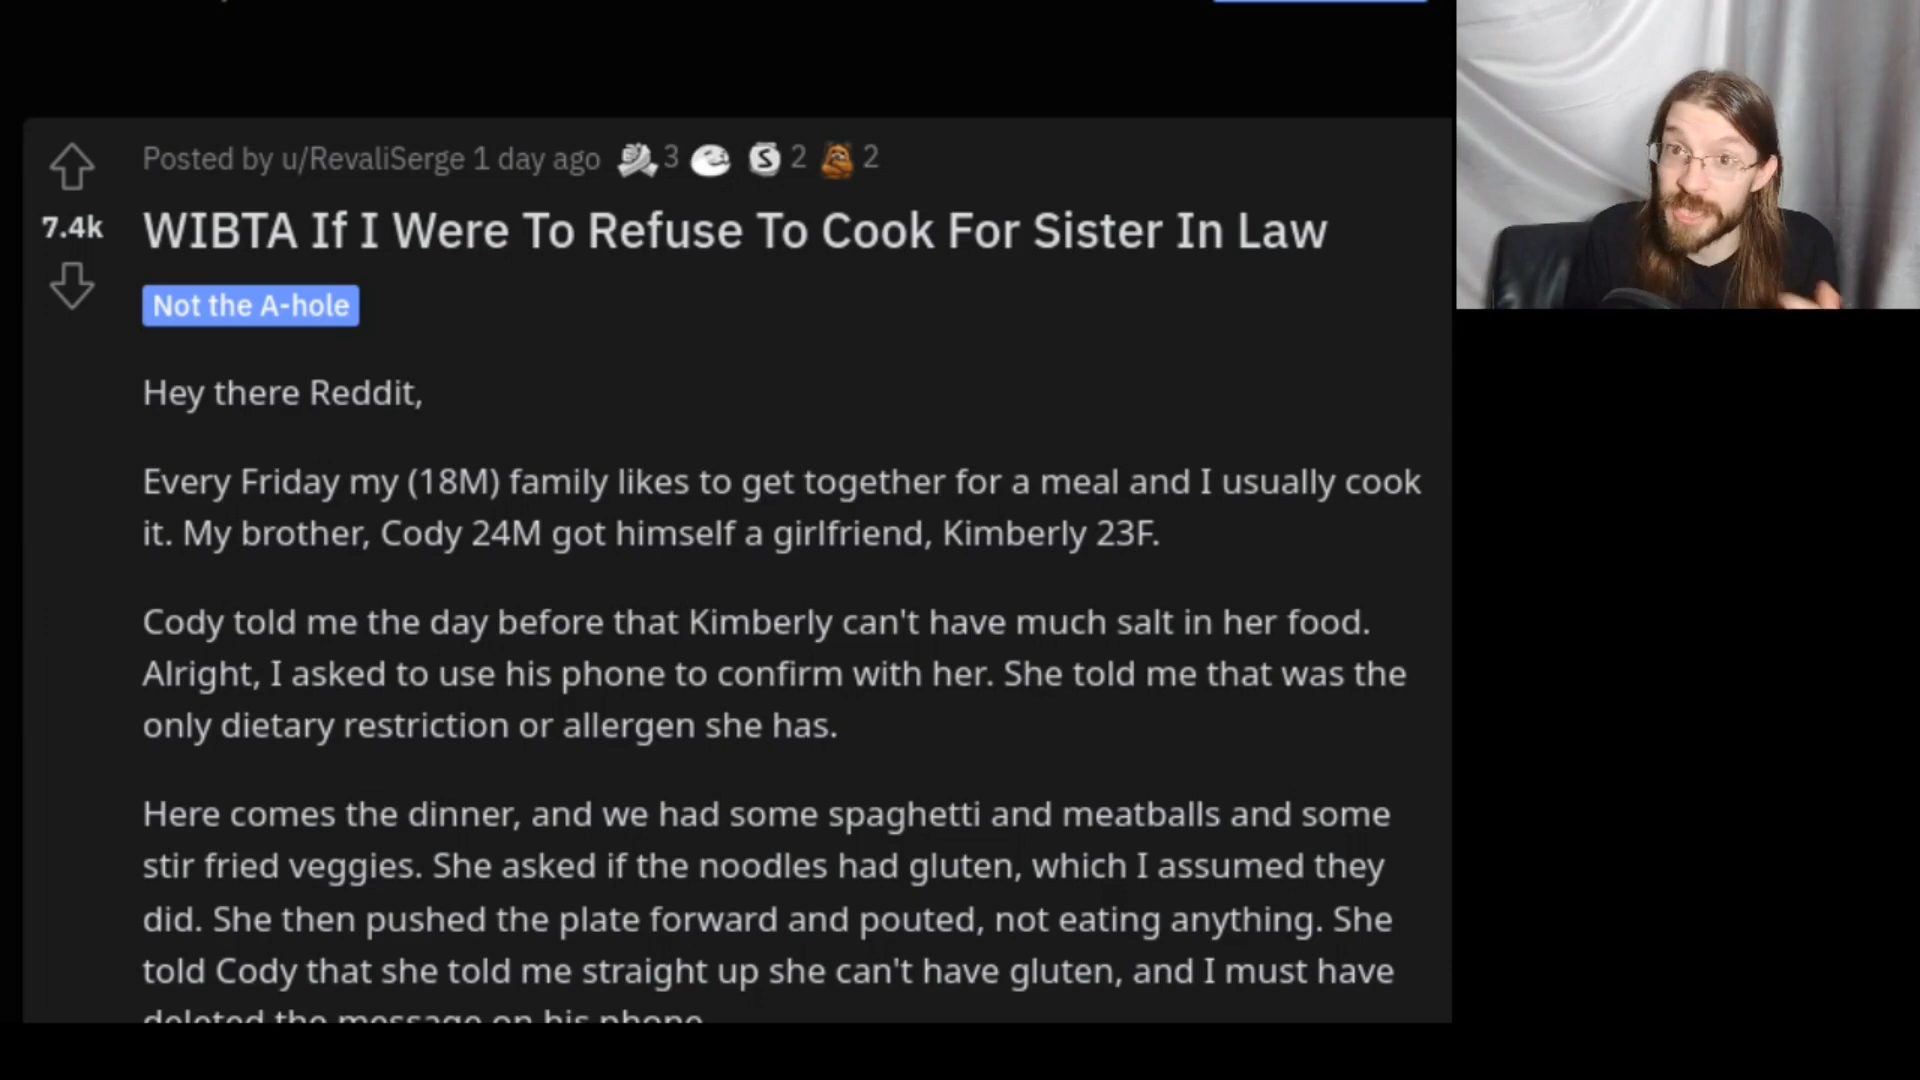 Posted by u/RevaliSerge 1 day ago 3 2 2
7.4k
WIBTA If I Were To Refuse To Cook For Sister In Law
Not the A-hole
Hey there Reddit,
Every Friday my (18M) family likes to get together for a meal and I usually cook
it. My brother, Cody 24M got himself a girlfriend, Kimberly 23F.
Cody told me the day before that Kimberly can't have much salt in her food.
Alright, I asked to use his phone to confirm with her. She told me that was the
only dietary restriction or allergen she has.
Here comes the dinner, and we had some spaghetti and meatballs and some
stir fried veggies. She asked if the noodles had gluten, which I assumed they
did. She then pushed the plate forward and pouted, not eating anything. She
told Cody that she told me straight up she can't have gluten, and I must have
deleted the message on his phone.